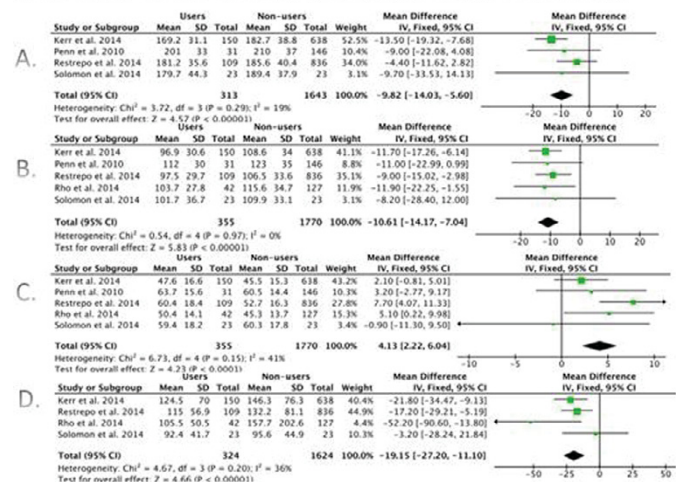 Users Non-users Mean Difference Mean Difference
A. Study or Subgroup Mean SD Total Mean SD Total Weight IV, Fixed, 95% CI IV, Fixed, 95% CI
Kerr et al. 2014 169.2 31.1 150 182.7 38.8 638 52.5% -13.50 [-19.32, -7.68]
Penn et al. 2010 201 33 31 210 37 146 10.4% -9.00 [-22.08, 4.08]
Restrepo et al. 2014 181.2 35.6 109 185.6 40.4 836 33.6% -4.40 [-11.62, 2.82]
Solomon et al. 2014 179.7 44.3 23 189.4 37.9 23 3.5% -9.70 [-33.53, 14.13]
Total (95% CI) 313 1643 100.0% -9.82 [-14.03, -5.60]
Heterogeneity: Chi² = 3.72, df = 3 (P = 0.29); I² = 19%
Test for overall effect: Z = 4.57 (P < 0.00001)
-20 -10 0 10 20
Users Non-users Mean Difference Mean Difference
B. Study or Subgroup Mean SD Total Mean SD Total Weight IV, Fixed, 95% CI IV, Fixed, 95% CI
Kerr et al. 2014 96.9 30.6 150 108.6 34 638 41.1% -11.70 [-17.26, -6.14]
Penn et al. 2010 112 30 31 123 35 146 8.8% -11.00 [-22.99, 0.99]
Restrepo et al. 2014 97.5 29.7 109 106.5 33.6 836 35.1% -9.00 [-15.02, -2.98]
Rho et al. 2014 103.7 27.8 42 115.6 34.7 127 11.9% -11.90 [-22.25, -1.55]
Solomon et al. 2014 101.7 36.7 23 109.9 33.1 23 3.1% -8.20 [-28.40, 12.00]
Total (95% CI) 355 1770 100.0% -10.61 [-14.17, -7.04]
Heterogeneity: Chi² = 0.54, df = 4 (P = 0.97); I² = 0%
Test for overall effect: Z = 5.83 (P < 0.00001)
-20 -10 0 10 20
Users Non-users Mean Difference Mean Difference
C. Study or Subgroup Mean SD Total Mean SD Total Weight IV, Fixed, 95% CI IV, Fixed, 95% CI
Kerr et al. 2014 47.6 16.6 150 45.5 15.3 638 43.2% 2.10 [-0.81, 5.01]
Penn et al. 2010 63.7 15.6 31 60.5 14.4 146 10.3% 3.20 [-2.77, 9.17]
Restrepo et al. 2014 60.4 18.4 109 52.7 16.3 836 27.8% 7.70 [4.07, 11.33]
Rho et al. 2014 50.4 14.1 42 45.3 13.7 127 15.3% 5.10 [0.22, 9.98]
Solomon et al. 2014 59.4 18.2 23 60.3 17.8 23 3.4% -0.90 [-11.30, 9.50]
Total (95% CI) 355 1770 100.0% 4.13 [2.22, 6.04]
Heterogeneity: Chi² = 6.73, df = 4 (P = 0.15); I² = 41%
Test for overall effect: Z = 4.23 (P < 0.0001)
-10 -5 0 5 10
Users Non-users Mean Difference Mean Difference
D. Study or Subgroup Mean SD Total Mean SD Total Weight IV, Fixed, 95% CI IV, Fixed, 95% CI
Kerr et al. 2014 124.5 70 150 146.3 76.3 638 40.4% -21.80 [-34.47, -9.13]
Restrepo et al. 2014 115 56.9 109 132.2 81.1 836 44.9% -17.20 [-29.21, -5.19]
Rho et al. 2014 105.5 50.5 42 157.7 202.6 127 4.4% -52.20 [-90.60, -13.80]
Solomon et al. 2014 92.4 41.7 23 95.6 44.9 23 10.3% -3.20 [-28.24, 21.84]
Total (95% CI) 324 1624 100.0% -19.15 [-27.20, -11.10]
Heterogeneity: Chi² = 4.67, df = 3 (P = 0.20); I² = 36%
Test for overall effect: Z = 4.66 (P < 0.00001)
-50 -25 0 25 50